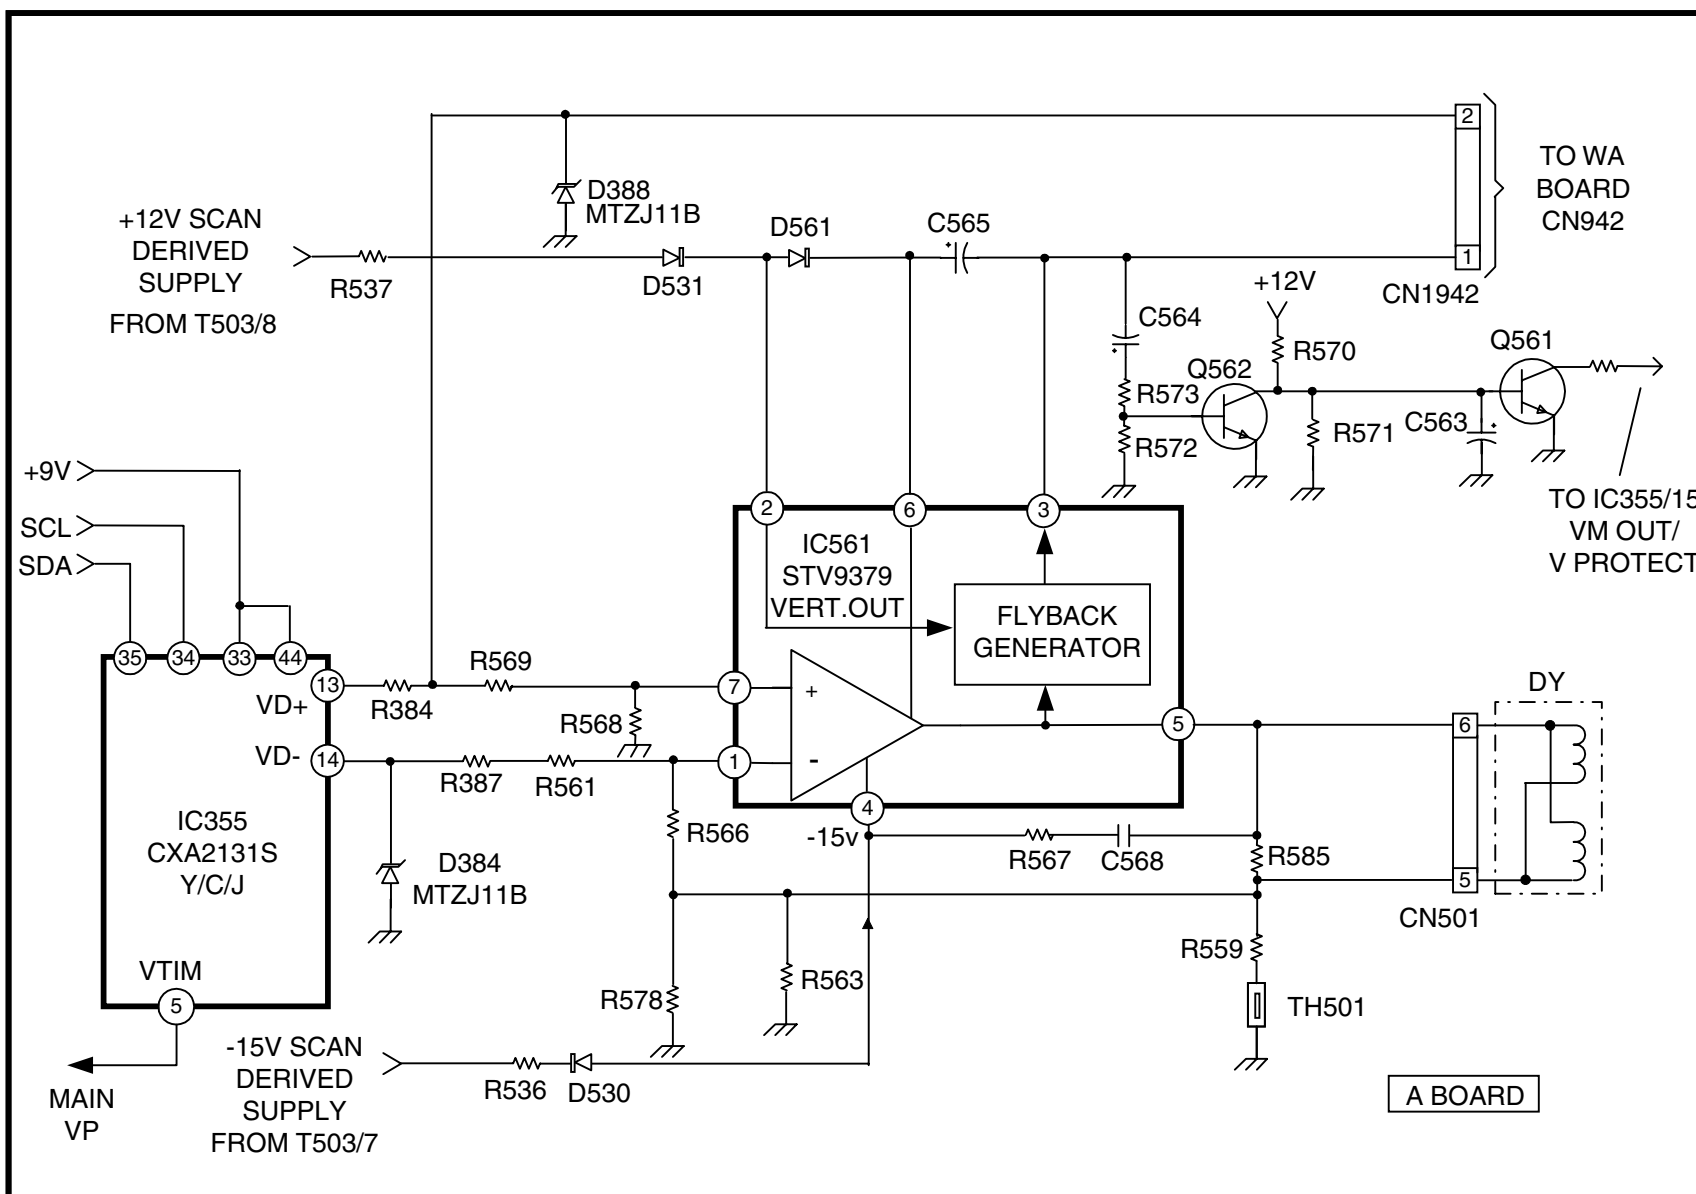 2
TO WA
BOARD
CN942
D388
MTZJ11B
+12V SCAN
DERIVED
SUPPLY
FROM T503/8
R537
D531
D561
C565
1
CN1942
+12V
C564
R570
Q561
Q562
R573
R572
R571
C563
TO IC355/15
VM OUT/
V PROTECT
+9V
SCL
SDA
2
6
3
IC561
STV9379
VERT.OUT
FLYBACK
GENERATOR
35
34
33
44
13
VD+
R384
R569
R568
7
+
5
DY
6
VD-
14
R387
R561
1
-
4
-15v
IC355
CXA2131S
Y/C/J
D384
MTZJ11B
R566
R567
C568
R585
5
CN501
R559
VTIM
5
R578
R563
TH501
-15V SCAN
DERIVED
SUPPLY
FROM T503/7
R536
D530
MAIN
VP
A BOARD